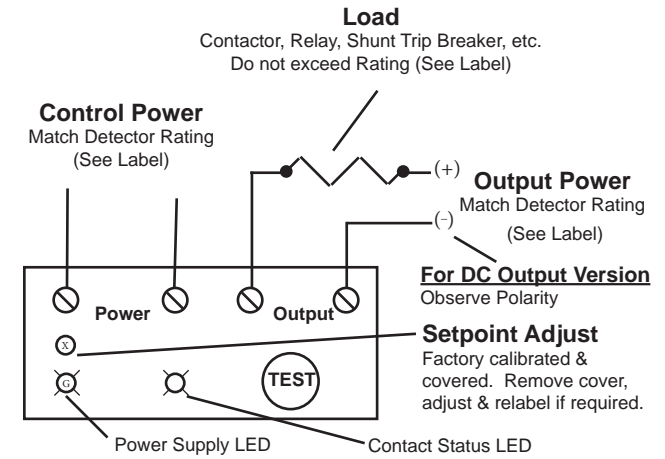 Load
Contactor, Relay, Shunt Trip Breaker, etc.
Do not exceed Rating (See Label)
Control Power
Match Detector Rating
(See Label)
(+)
Output Power
Match Detector Rating
(See Label)
(-)
For DC Output Version
Observe Polarity
Power
Output
X
Setpoint Adjust
Factory calibrated &
covered. Remove cover,
adjust & relabel if required.
G
TEST
Power Supply LED
Contact Status LED